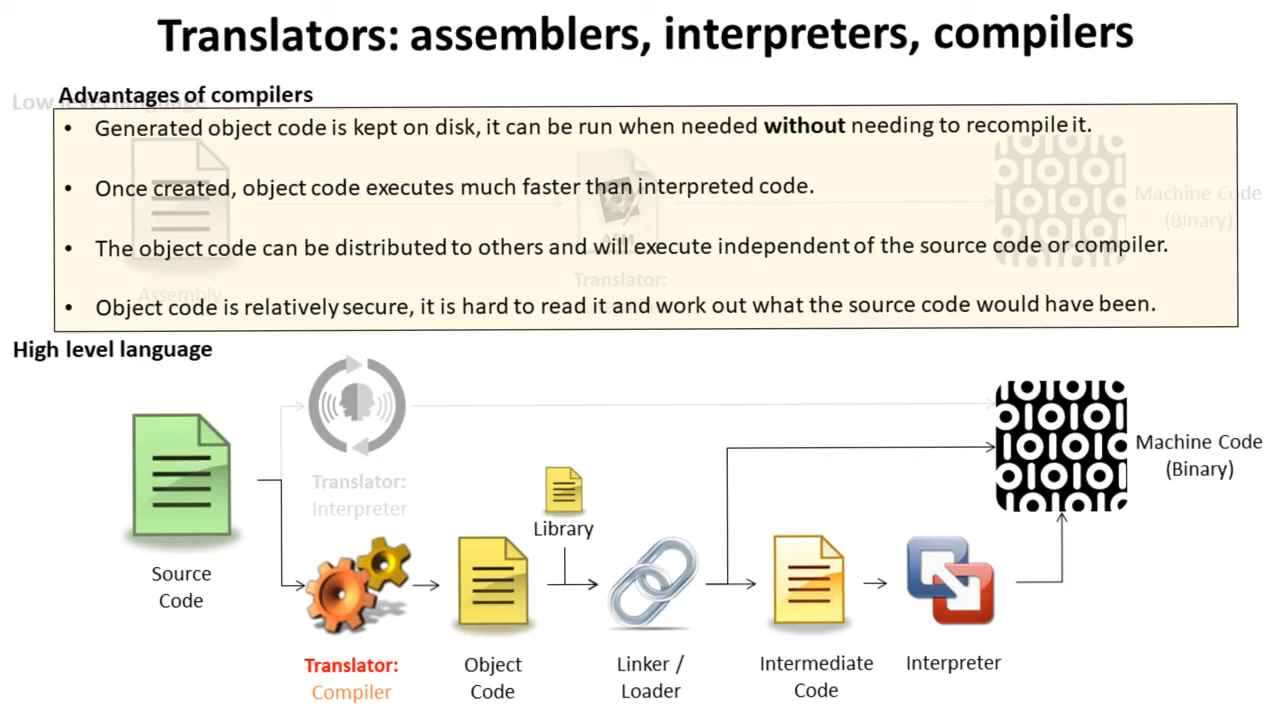 Translators: assemblers, interpreters, compilers
Low level language
Advantages of compilers
• Generated object code is kept on disk, it can be run when needed without needing to recompile it.
• Once created, object code executes much faster than interpreted code.
Machine Code
(Binary)
• The object code can be distributed to others and will execute independent of the source code or compiler.
ASM
Assembly
Translator:
• Object code is relatively secure, it is hard to read it and work out what the source code would have been.
High level language
Translator:
Interpreter
Machine Code
(Binary)
Library
Source
Code
Translator:
Compiler
Object
Code
Linker /
Loader
Intermediate
Code
Interpreter